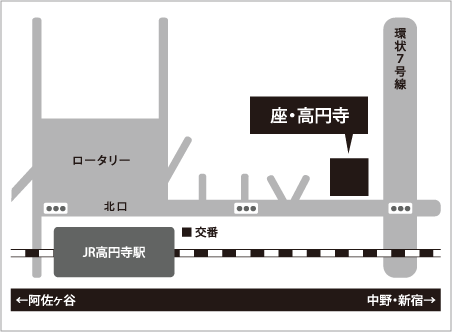 環状7号線
座・高円寺
ロータリー
北口
交番
JR高円寺駅
←阿佐ヶ谷
中野・新宿→